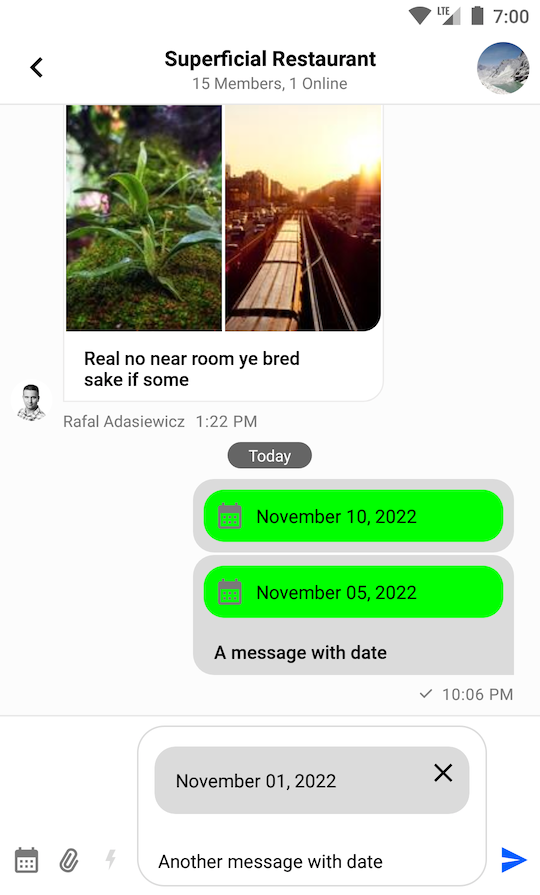 LTE 7:00
Superficial Restaurant
15 Members, 1 Online
Real no near room ye bred
sake if some
Rafal Adasiewicz 1:22 PM
Today
November 10, 2022
November 05, 2022
A message with date
10:06 PM
November 01, 2022
Another message with date